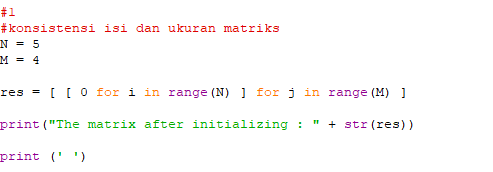 #1
#konsistensi isi dan ukuran matriks
N = 5
M = 4
res = [ [ 0 for i in range(N) ] for j in range(M) ]
print("The matrix after initializing : " + str(res))
print (' ')